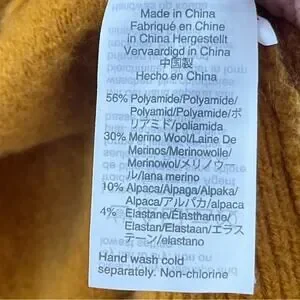 Made in China
Fabriqué en Chine
in China Hergestellt
Vervaardigd in China
中国製
Hecho en China
56% Polyamide/Polyamide/
Polyamid/Polyamide/ポ
リアミド/poliamida
30% Merino Wool/Laine De
Merinos/Merinowolle/
Merinowol/メリノウー
ル/lana merino
10% Alpaca/Alpaga/Alpaka/
Alpaca/アルパカ/alpaca
4% Elastane/Élasthanne/
Elastan/Elastaan/エラス
テーン/elastano
Hand wash cold
separately. Non-chlorine